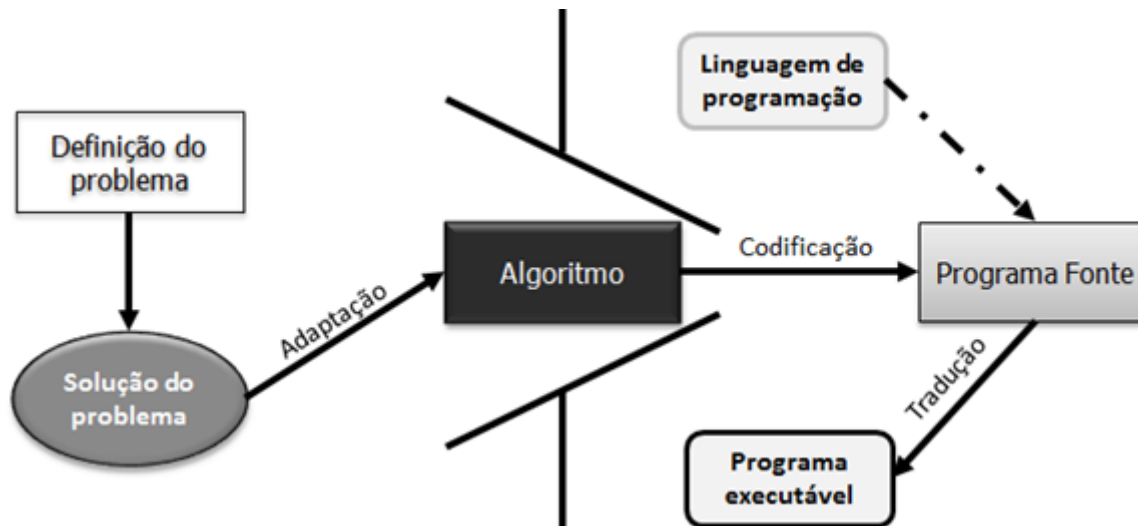 Definição do
problema
Solução do
problema
Adaptação
Algoritmo
Codificação
Linguagem de
programação
Programa Fonte
Tradução
Programa
executável